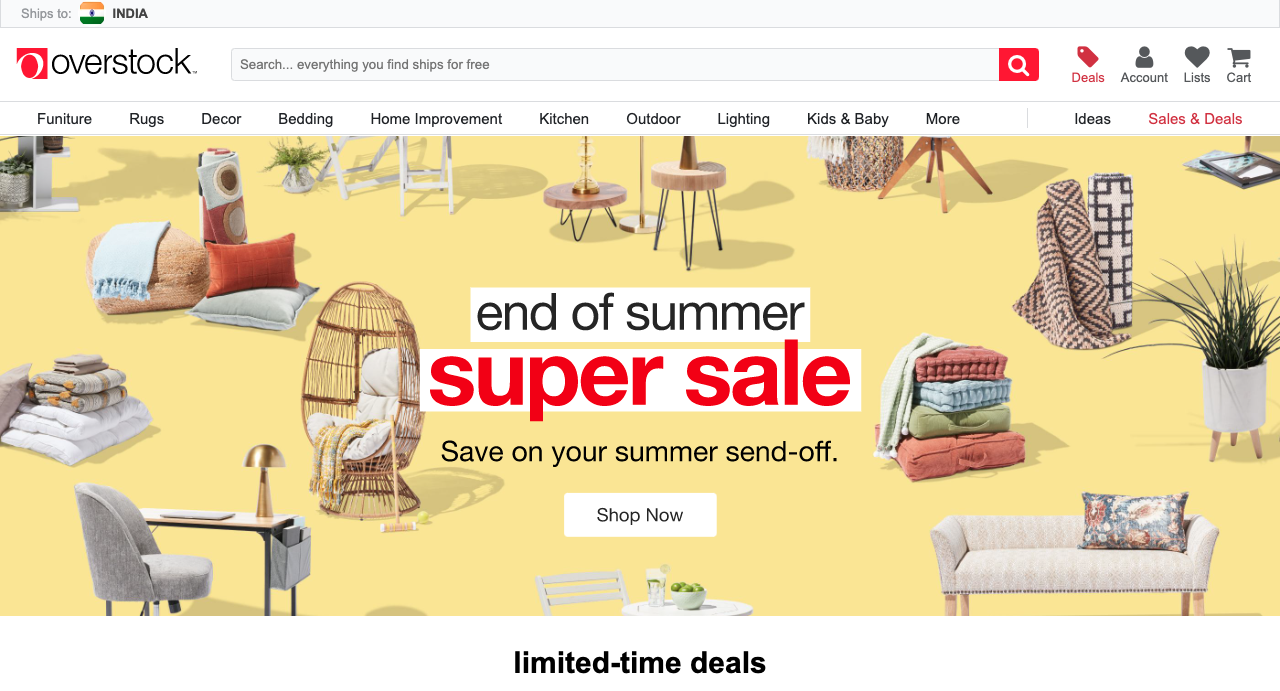 Ships to: INDIA
overstock™
Search... everything you find ships for free
Deals Account Lists Cart
Funiture Rugs Decor Bedding Home Improvement Kitchen Outdoor Lighting Kids & Baby More Ideas Sales & Deals
end of summer
super sale
Save on your summer send-off.
Shop Now
limited-time deals